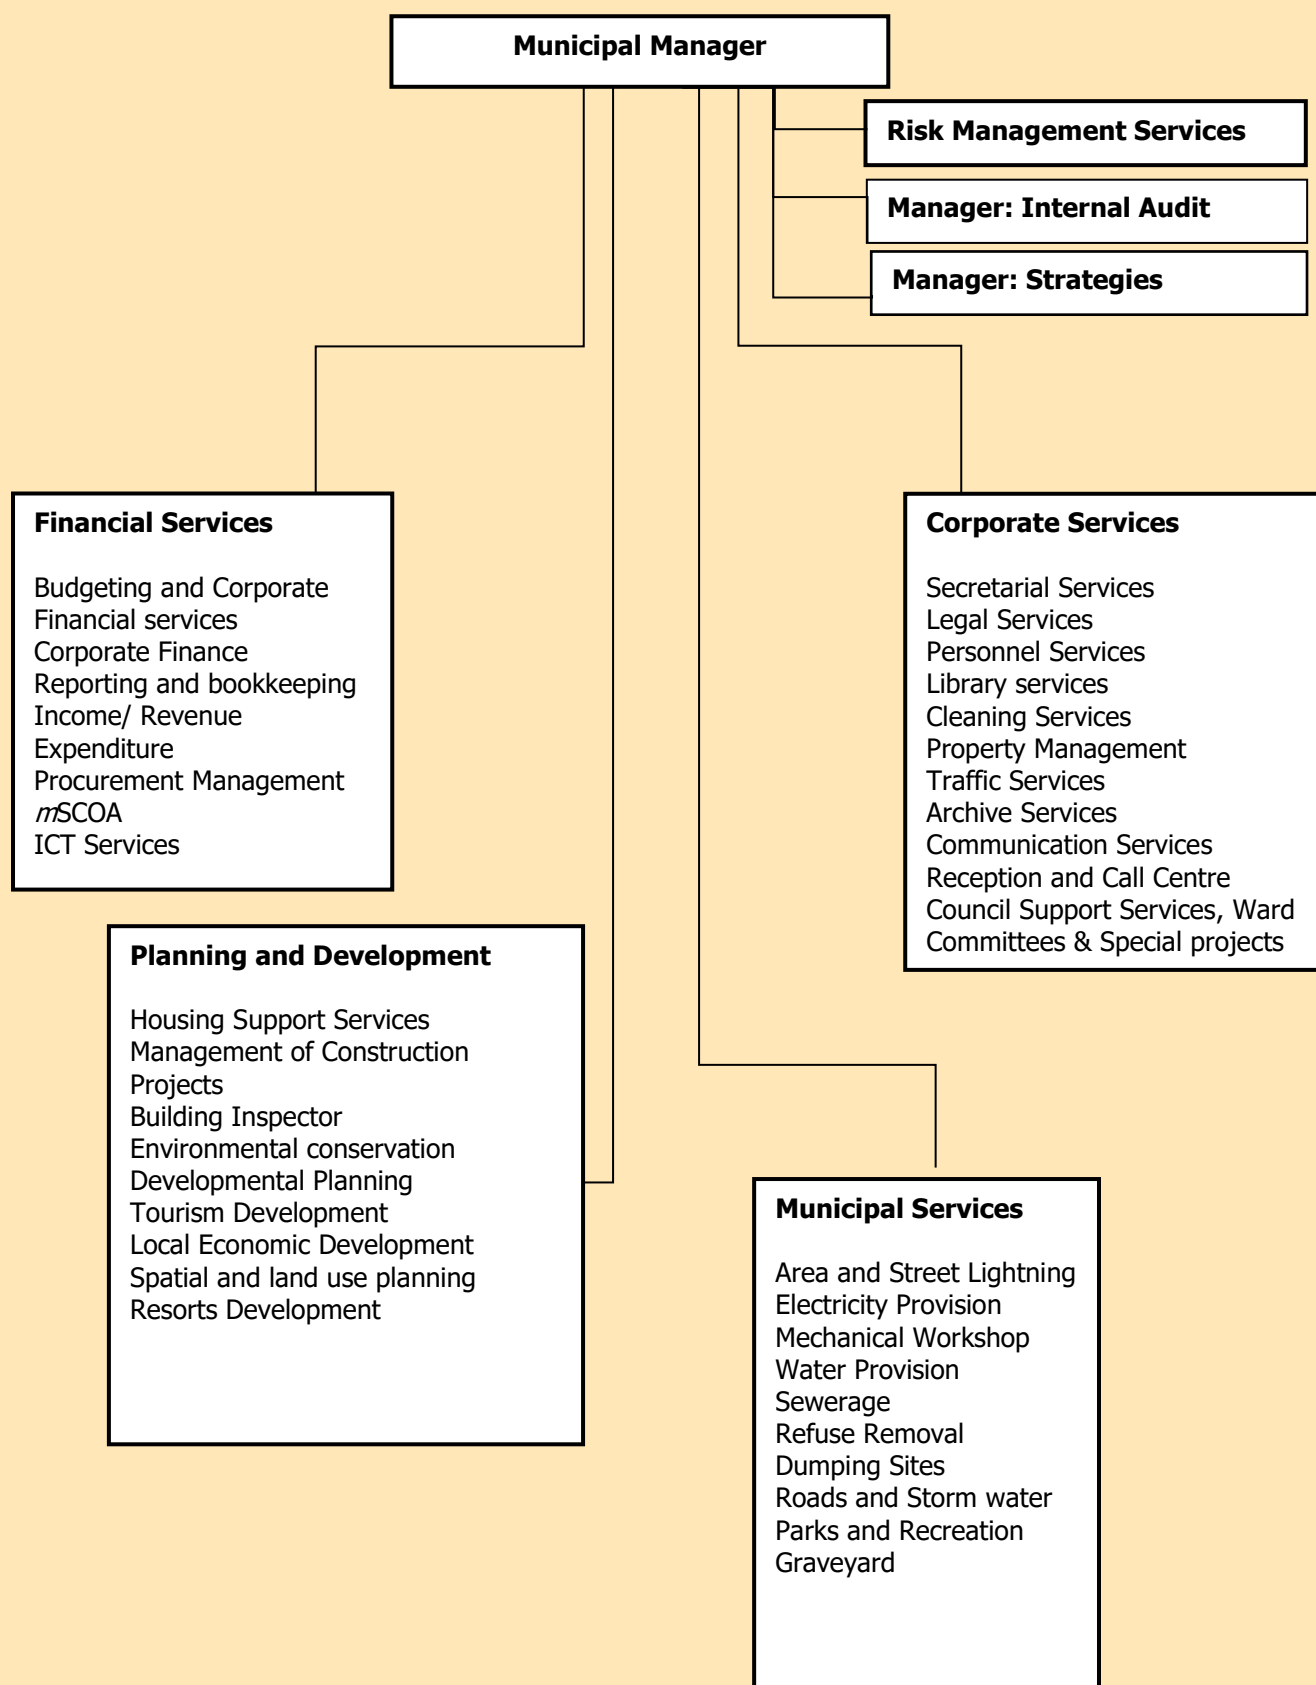 Municipal Manager
Risk Management Services
Manager: Internal Audit
Manager: Strategies
Financial Services
Budgeting and Corporate
Financial services
Corporate Finance
Reporting and bookkeeping
Income/ Revenue
Expenditure
Procurement Management
mSCOA
ICT Services
Corporate Services
Secretarial Services
Legal Services
Personnel Services
Library services
Cleaning Services
Property Management
Traffic Services
Archive Services
Communication Services
Reception and Call Centre
Council Support Services, Ward
Committees & Special projects
Planning and Development
Housing Support Services
Management of Construction
Projects
Building Inspector
Environmental conservation
Developmental Planning
Tourism Development
Local Economic Development
Spatial and land use planning
Resorts Development
Municipal Services
Area and Street Lightning
Electricity Provision
Mechanical Workshop
Water Provision
Sewerage
Refuse Removal
Dumping Sites
Roads and Storm water
Parks and Recreation
Graveyard